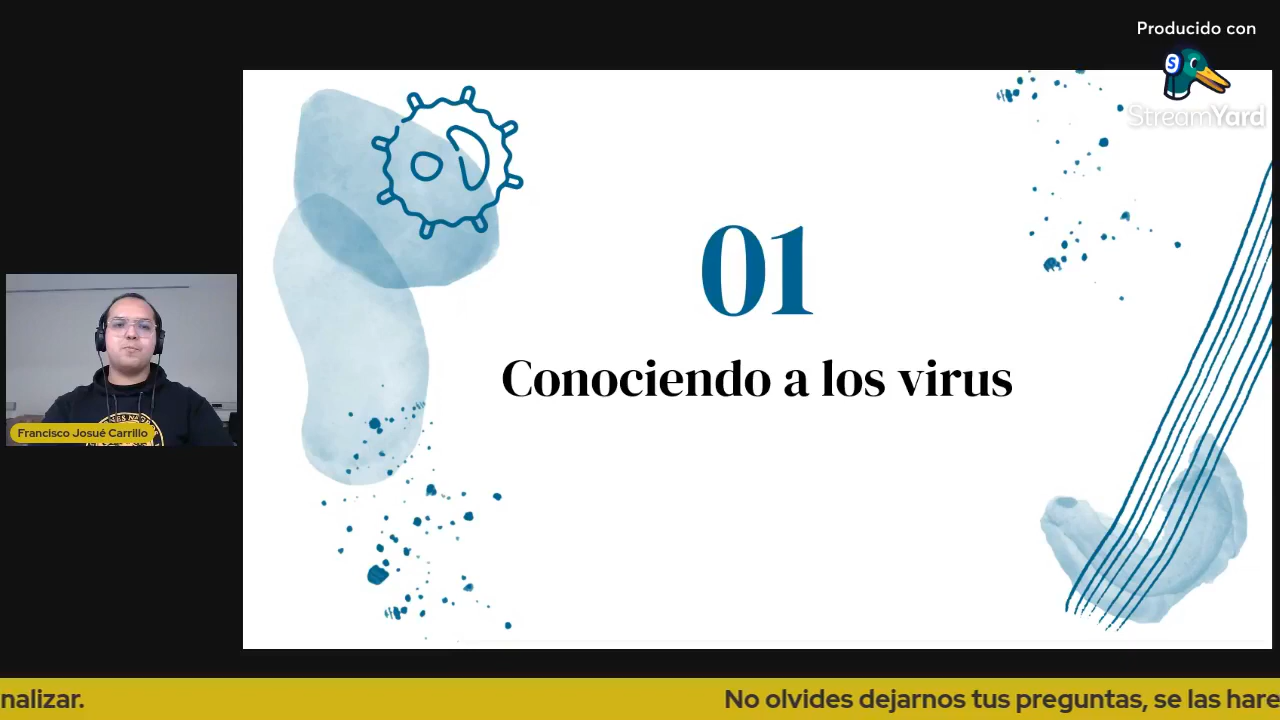 Producido con
StreamYard
01
Conociendo a los virus
Francisco Josué Carrillo
nalizar.
No olvides dejarnos tus preguntas, se las hare